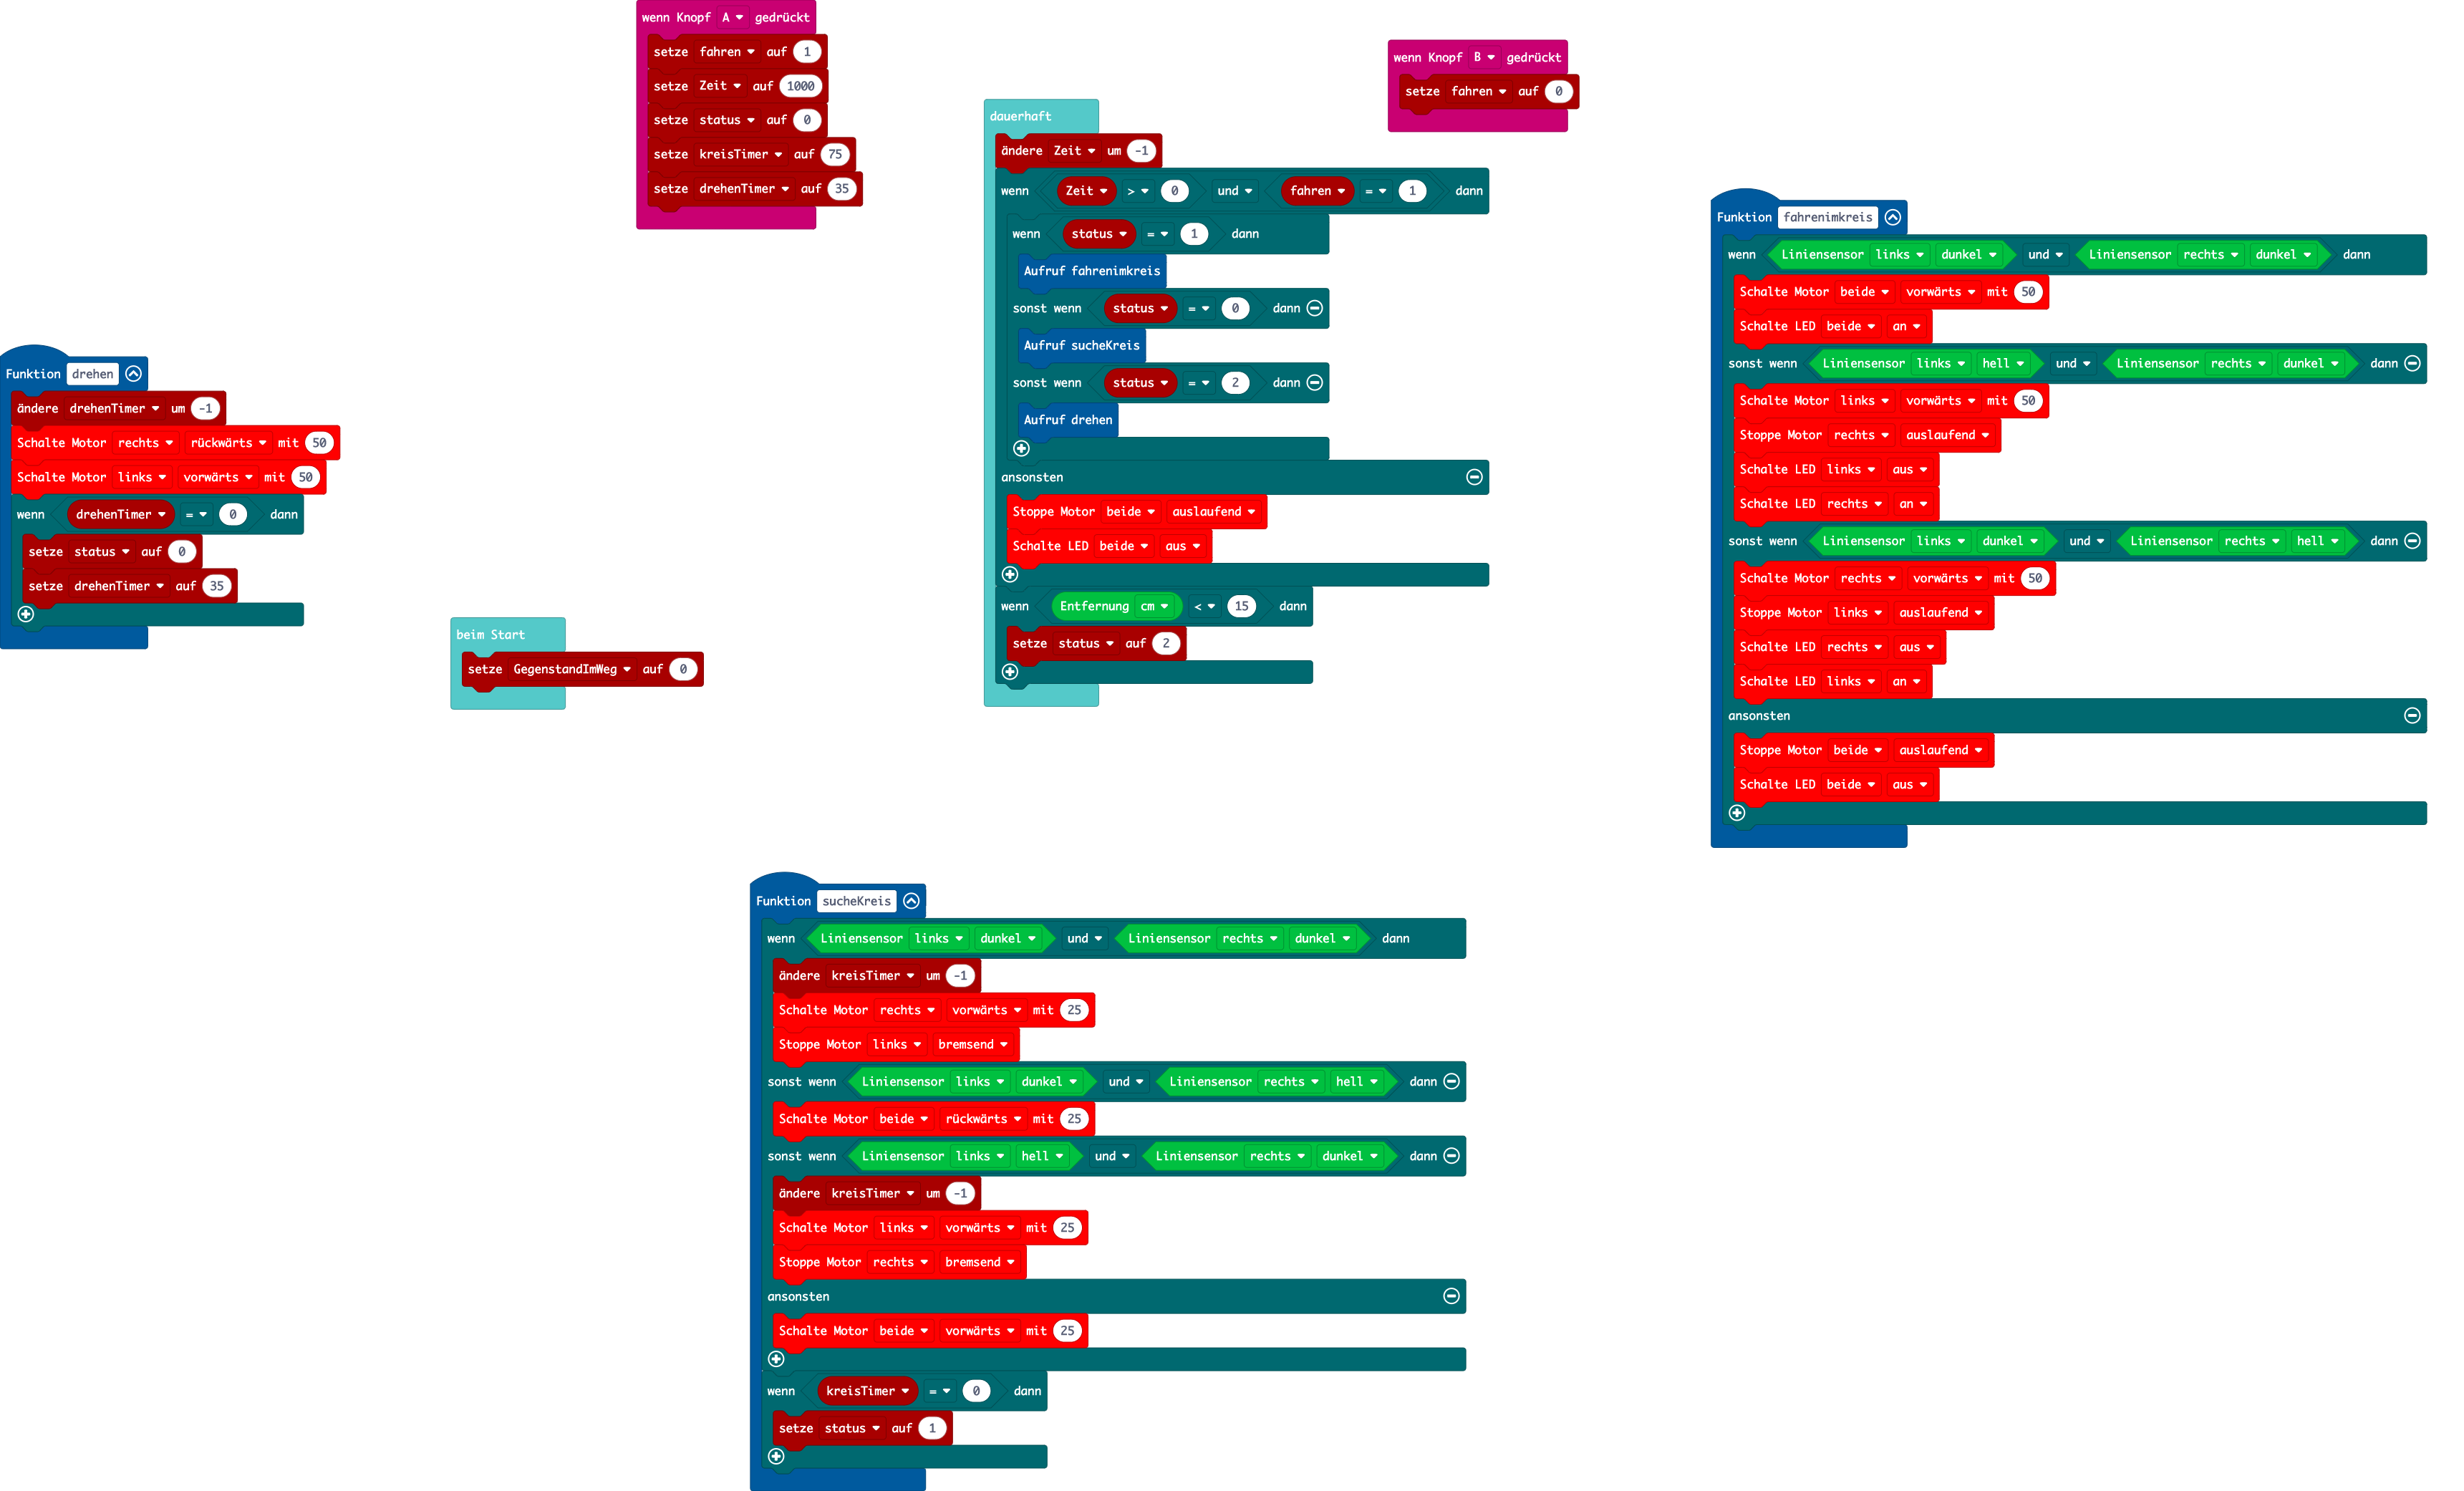 wenn Knopf A gedrückt
setze fahren auf 1
setze Zeit auf 1000
setze status auf 0
setze kreisTimer auf 75
setze drehenTimer auf 35
wenn Knopf B gedrückt
setze fahren auf 0
dauerhaft
ändere Zeit um -1
wenn Zeit > 0 und fahren = 1 dann
wenn status = 1 dann
Aufruf fahrenimkreis
sonst wenn status = 0 dann
Aufruf sucheKreis
sonst wenn status = 2 dann
Aufruf drehen
ansonsten
Stoppe Motor beide auslaufend
Schalte LED beide aus
wenn Entfernung cm < 15 dann
setze status auf 2
Funktion fahrenimkreis
wenn Liniensensor links dunkel und Liniensensor rechts dunkel dann
Schalte Motor beide vorwärts mit 50
Schalte LED beide an
sonst wenn Liniensensor links hell und Liniensensor rechts dunkel dann
Schalte Motor links vorwärts mit 50
Stoppe Motor rechts auslaufend
Schalte LED links aus
Schalte LED rechts an
sonst wenn Liniensensor links dunkel und Liniensensor rechts hell dann
Schalte Motor rechts vorwärts mit 50
Stoppe Motor links auslaufend
Schalte LED rechts aus
Schalte LED links an
ansonsten
Stoppe Motor beide auslaufend
Schalte LED beide aus
Funktion drehen
ändere drehenTimer um -1
Schalte Motor rechts rückwärts mit 50
Schalte Motor links vorwärts mit 50
wenn drehenTimer = 0 dann
setze status auf 0
setze drehenTimer auf 35
beim Start
setze GegenstandImWeg auf 0
Funktion sucheKreis
wenn Liniensensor links dunkel und Liniensensor rechts dunkel dann
ändere kreisTimer um -1
Schalte Motor rechts vorwärts mit 25
Stoppe Motor links bremsend
sonst wenn Liniensensor links dunkel und Liniensensor rechts hell dann
Schalte Motor beide rückwärts mit 25
sonst wenn Liniensensor links hell und Liniensensor rechts dunkel dann
ändere kreisTimer um -1
Schalte Motor links vorwärts mit 25
Stoppe Motor rechts bremsend
ansonsten
Schalte Motor beide vorwärts mit 25
wenn kreisTimer = 0 dann
setze status auf 1